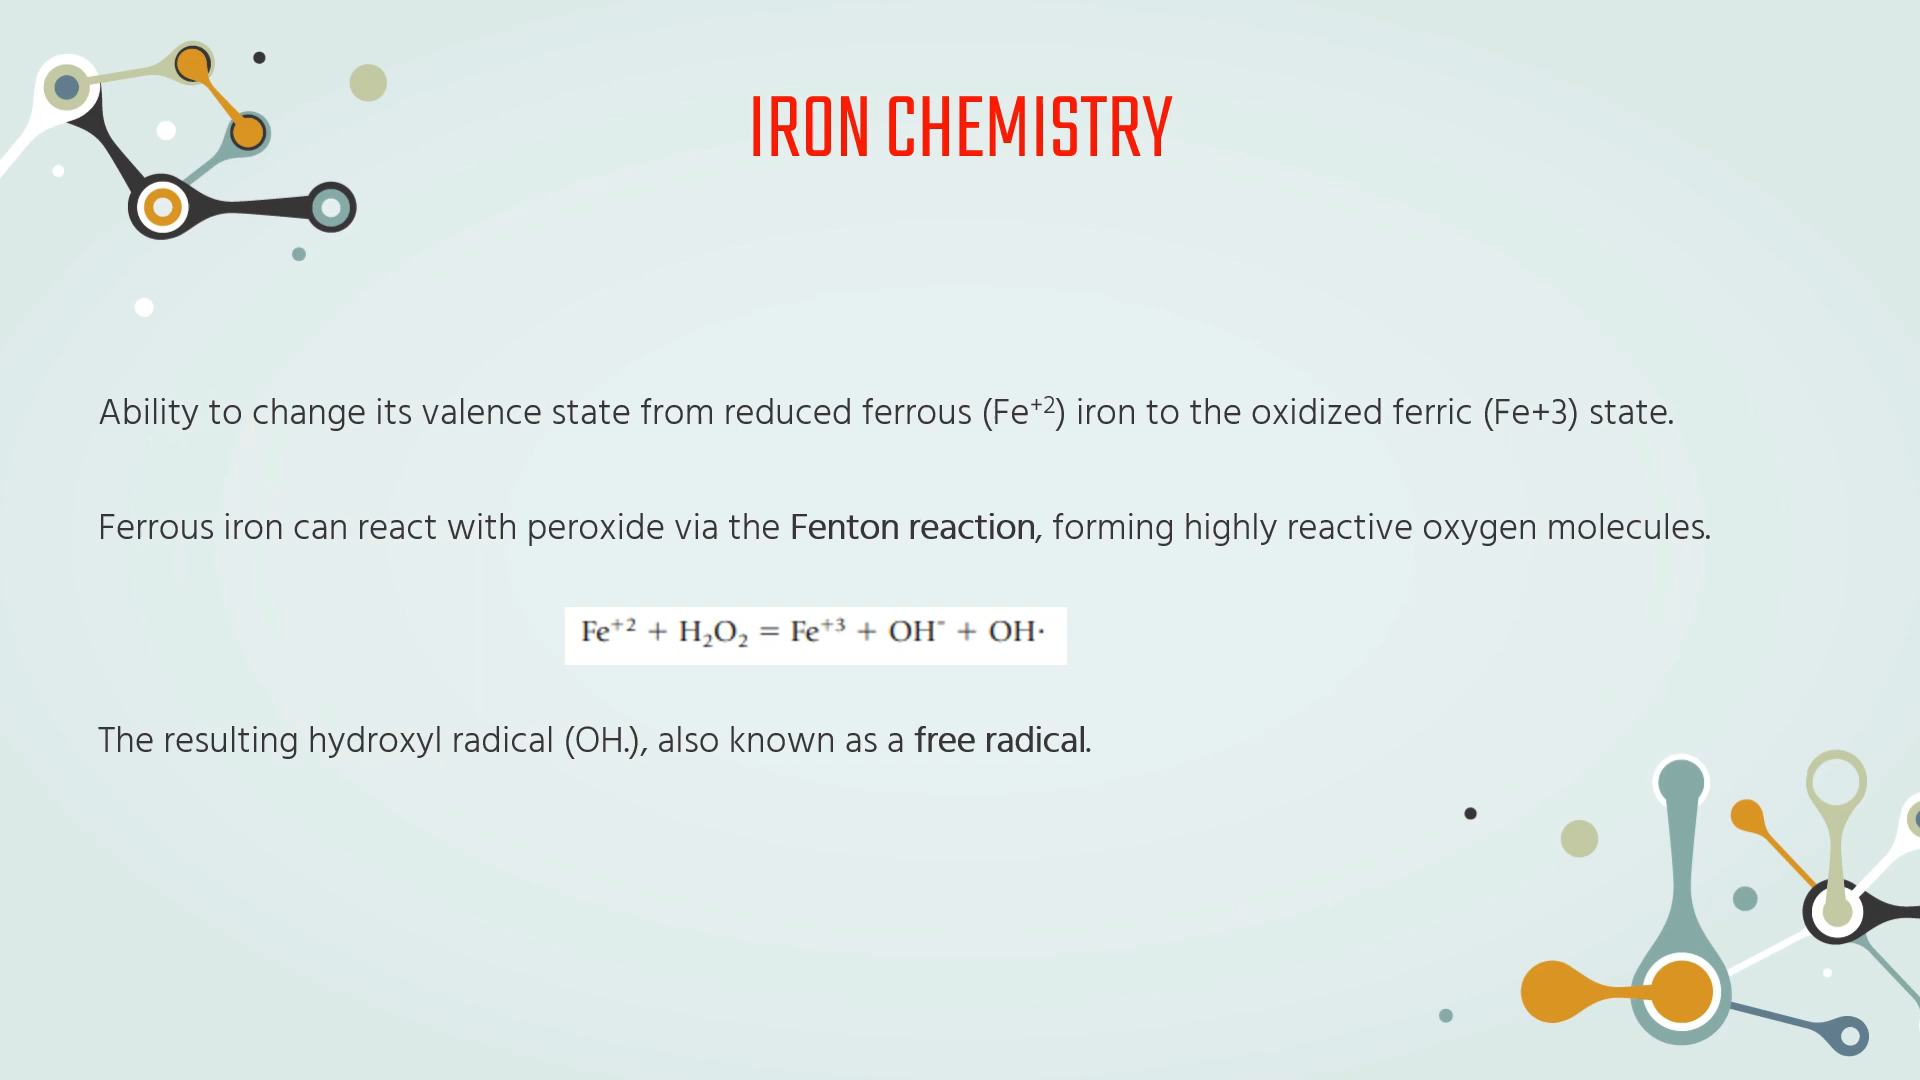 IRON CHEMISTRY
Ability to change its valence state from reduced ferrous (Fe⁺²) iron to the oxidized ferric (Fe+3) state.
Ferrous iron can react with peroxide via the Fenton reaction, forming highly reactive oxygen molecules.
Fe⁺² + H₂O₂ = Fe⁺³ + OH⁻ + OH·
The resulting hydroxyl radical (OH.), also known as a free radical.